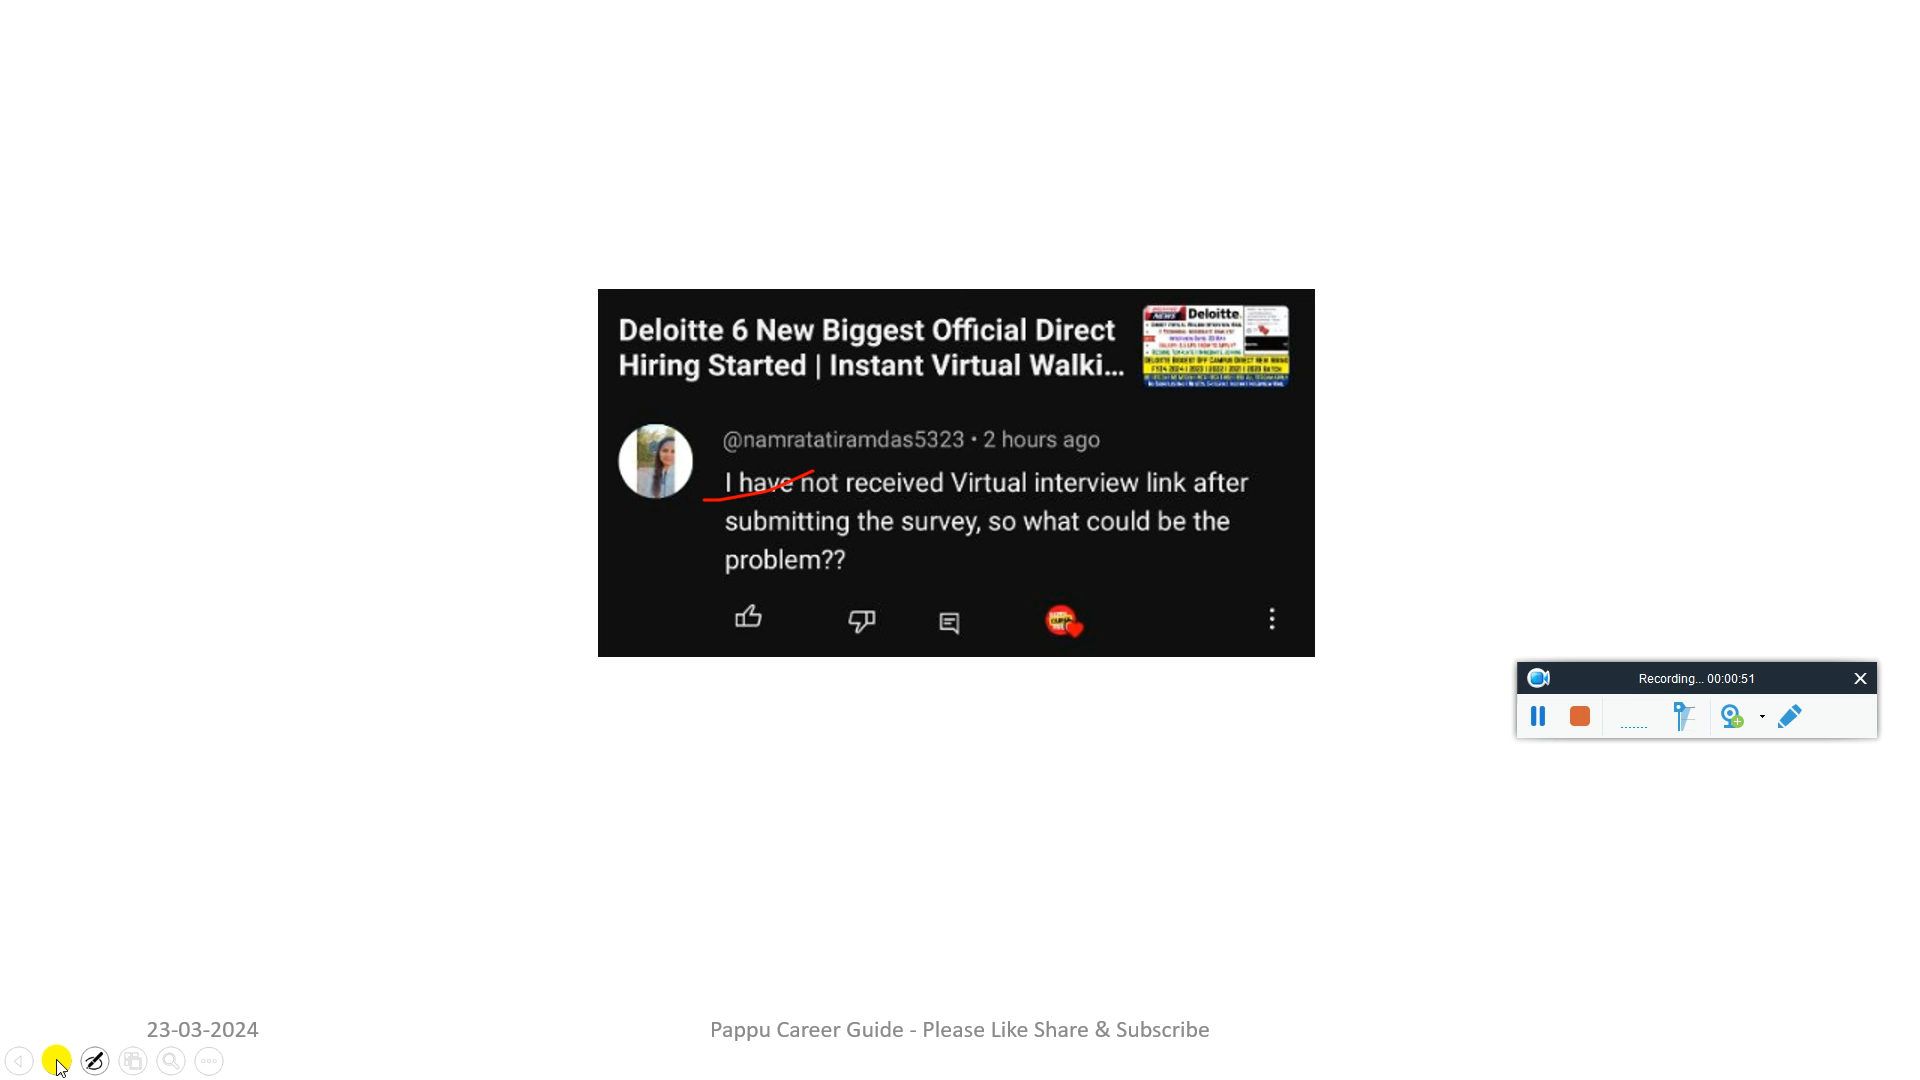 Deloitte 6 New Biggest Official Direct
Hiring Started | Instant Virtual Walki...
NEWS Deloitte.
@namratatiramdas5323 • 2 hours ago
I have not received Virtual interview link after
submitting the survey, so what could be the
problem??
Recording... 00:00:51
23-03-2024
Pappu Career Guide - Please Like Share & Subscribe